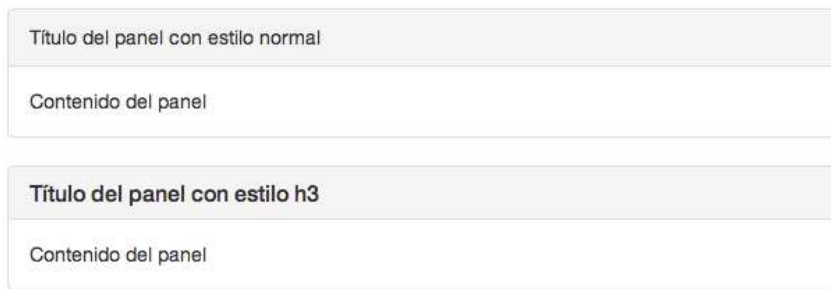 Título del panel con estilo normal
Contenido del panel
Título del panel con estilo h3
Contenido del panel